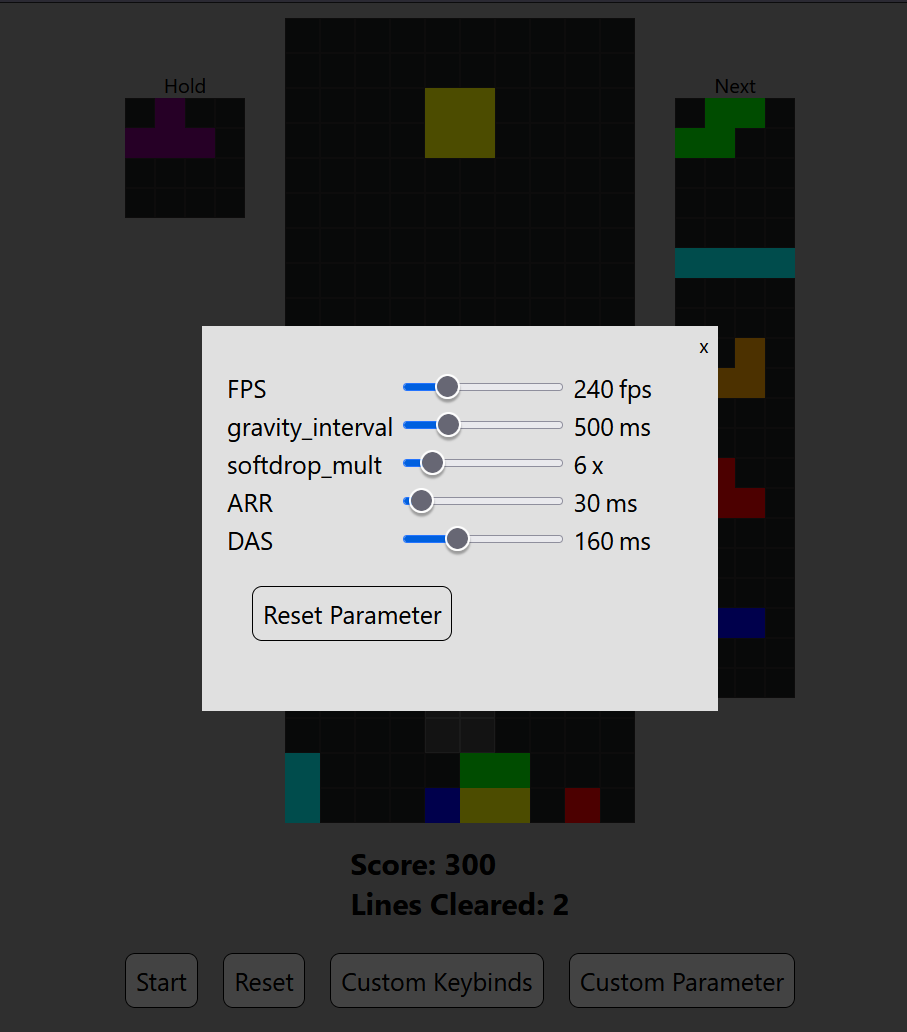 Hold
Next
x
FPS 240 fps
gravity_interval 500 ms
softdrop_mult 6 x
ARR 30 ms
DAS 160 ms
Reset Parameter
Score: 300
Lines Cleared: 2
Start Reset Custom Keybinds Custom Parameter